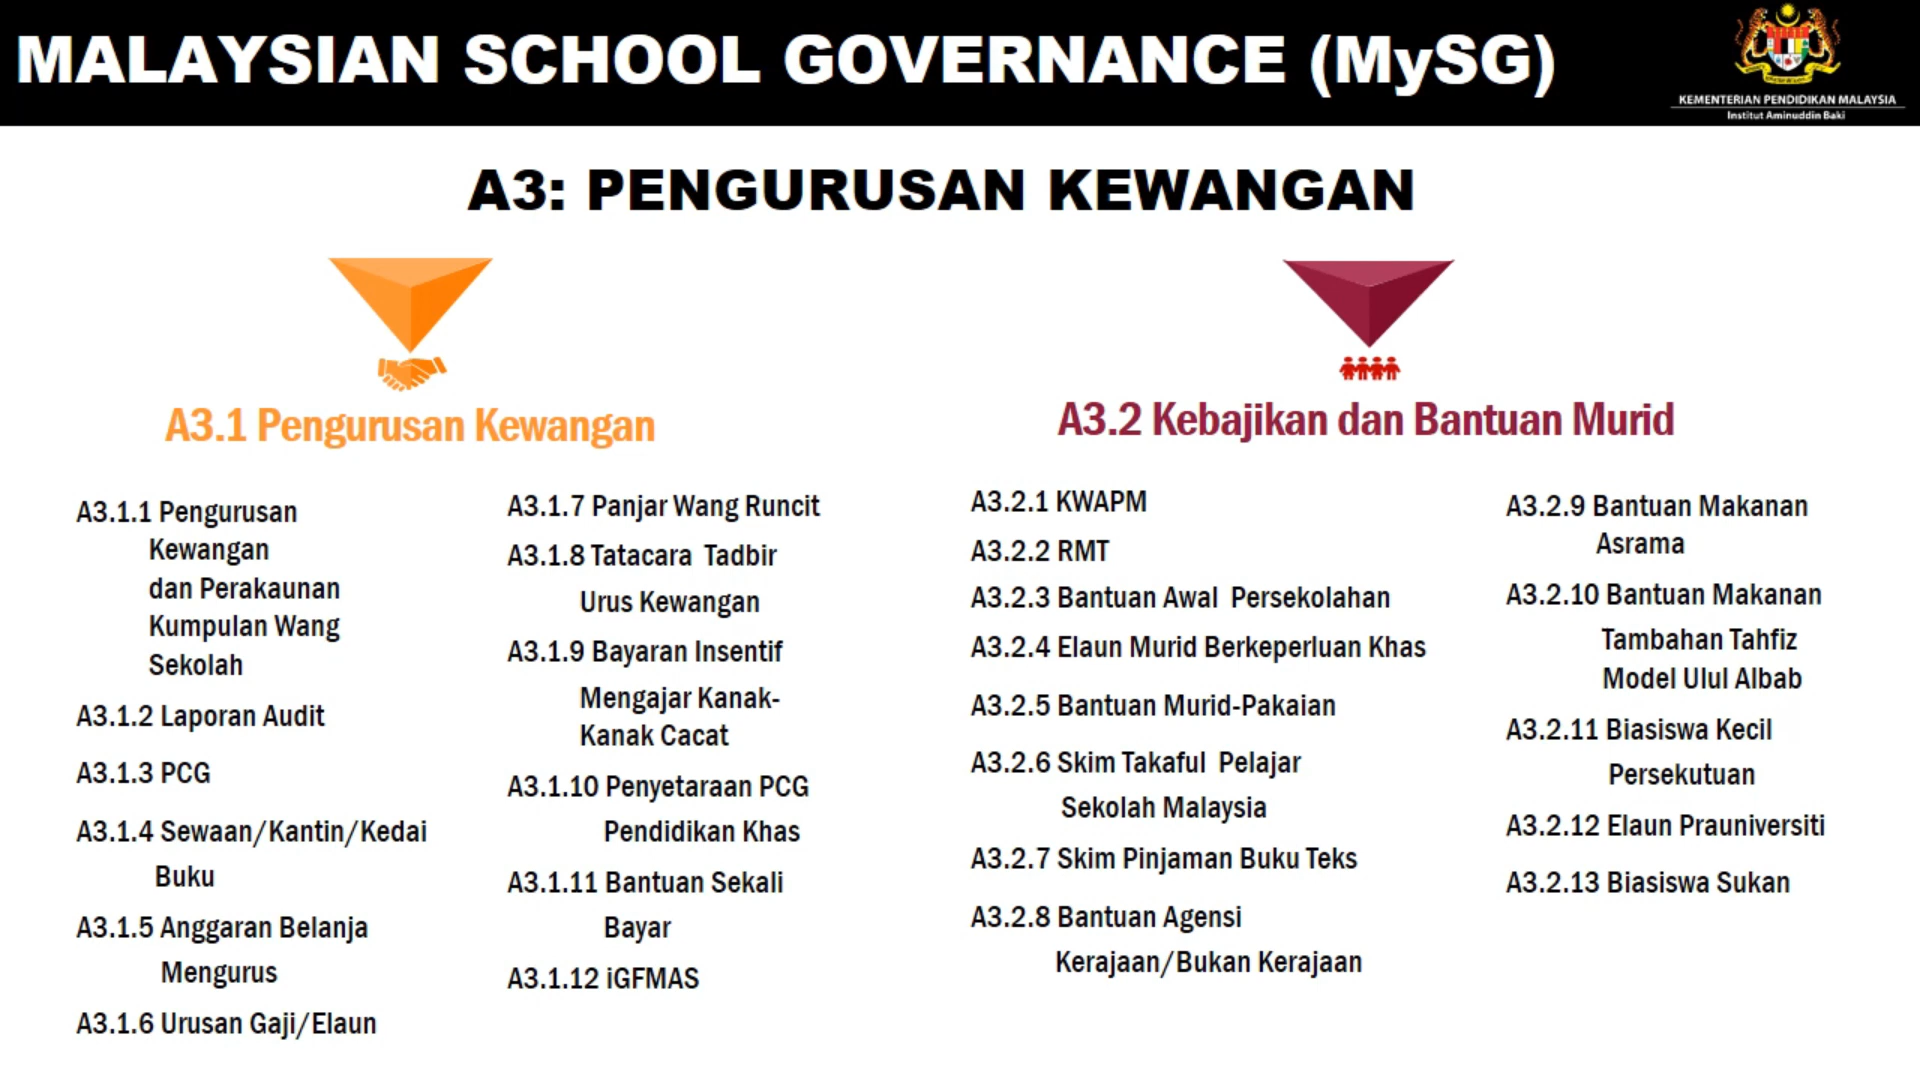 MALAYSIAN SCHOOL GOVERNANCE (MySG)
KEMENTERIAN PENDIDIKAN MALAYSIA
Institut Aminuddin Baki
A3: PENGURUSAN KEWANGAN
A3.1 Pengurusan Kewangan
A3.1.1 Pengurusan
Kewangan
dan Perakaunan
Kumpulan Wang
Sekolah
A3.1.2 Laporan Audit
A3.1.3 PCG
A3.1.4 Sewaan/Kantin/Kedai
Buku
A3.1.5 Anggaran Belanja
Mengurus
A3.1.6 Urusan Gaji/Elaun
A3.1.7 Panjar Wang Runcit
A3.1.8 Tatacara Tadbir
Urus Kewangan
A3.1.9 Bayaran Insentif
Mengajar Kanak-
Kanak Cacat
A3.1.10 Penyetaraan PCG
Pendidikan Khas
A3.1.11 Bantuan Sekali
Bayar
A3.1.12 iGFMAS
A3.2 Kebajikan dan Bantuan Murid
A3.2.1 KWAPM
A3.2.2 RMT
A3.2.3 Bantuan Awal Persekolahan
A3.2.4 Elaun Murid Berkeperluan Khas
A3.2.5 Bantuan Murid-Pakaian
A3.2.6 Skim Takaful Pelajar
Sekolah Malaysia
A3.2.7 Skim Pinjaman Buku Teks
A3.2.8 Bantuan Agensi
Kerajaan/Bukan Kerajaan
A3.2.9 Bantuan Makanan
Asrama
A3.2.10 Bantuan Makanan
Tambahan Tahfiz
Model Ulul Albab
A3.2.11 Biasiswa Kecil
Persekutuan
A3.2.12 Elaun Prauniversiti
A3.2.13 Biasiswa Sukan